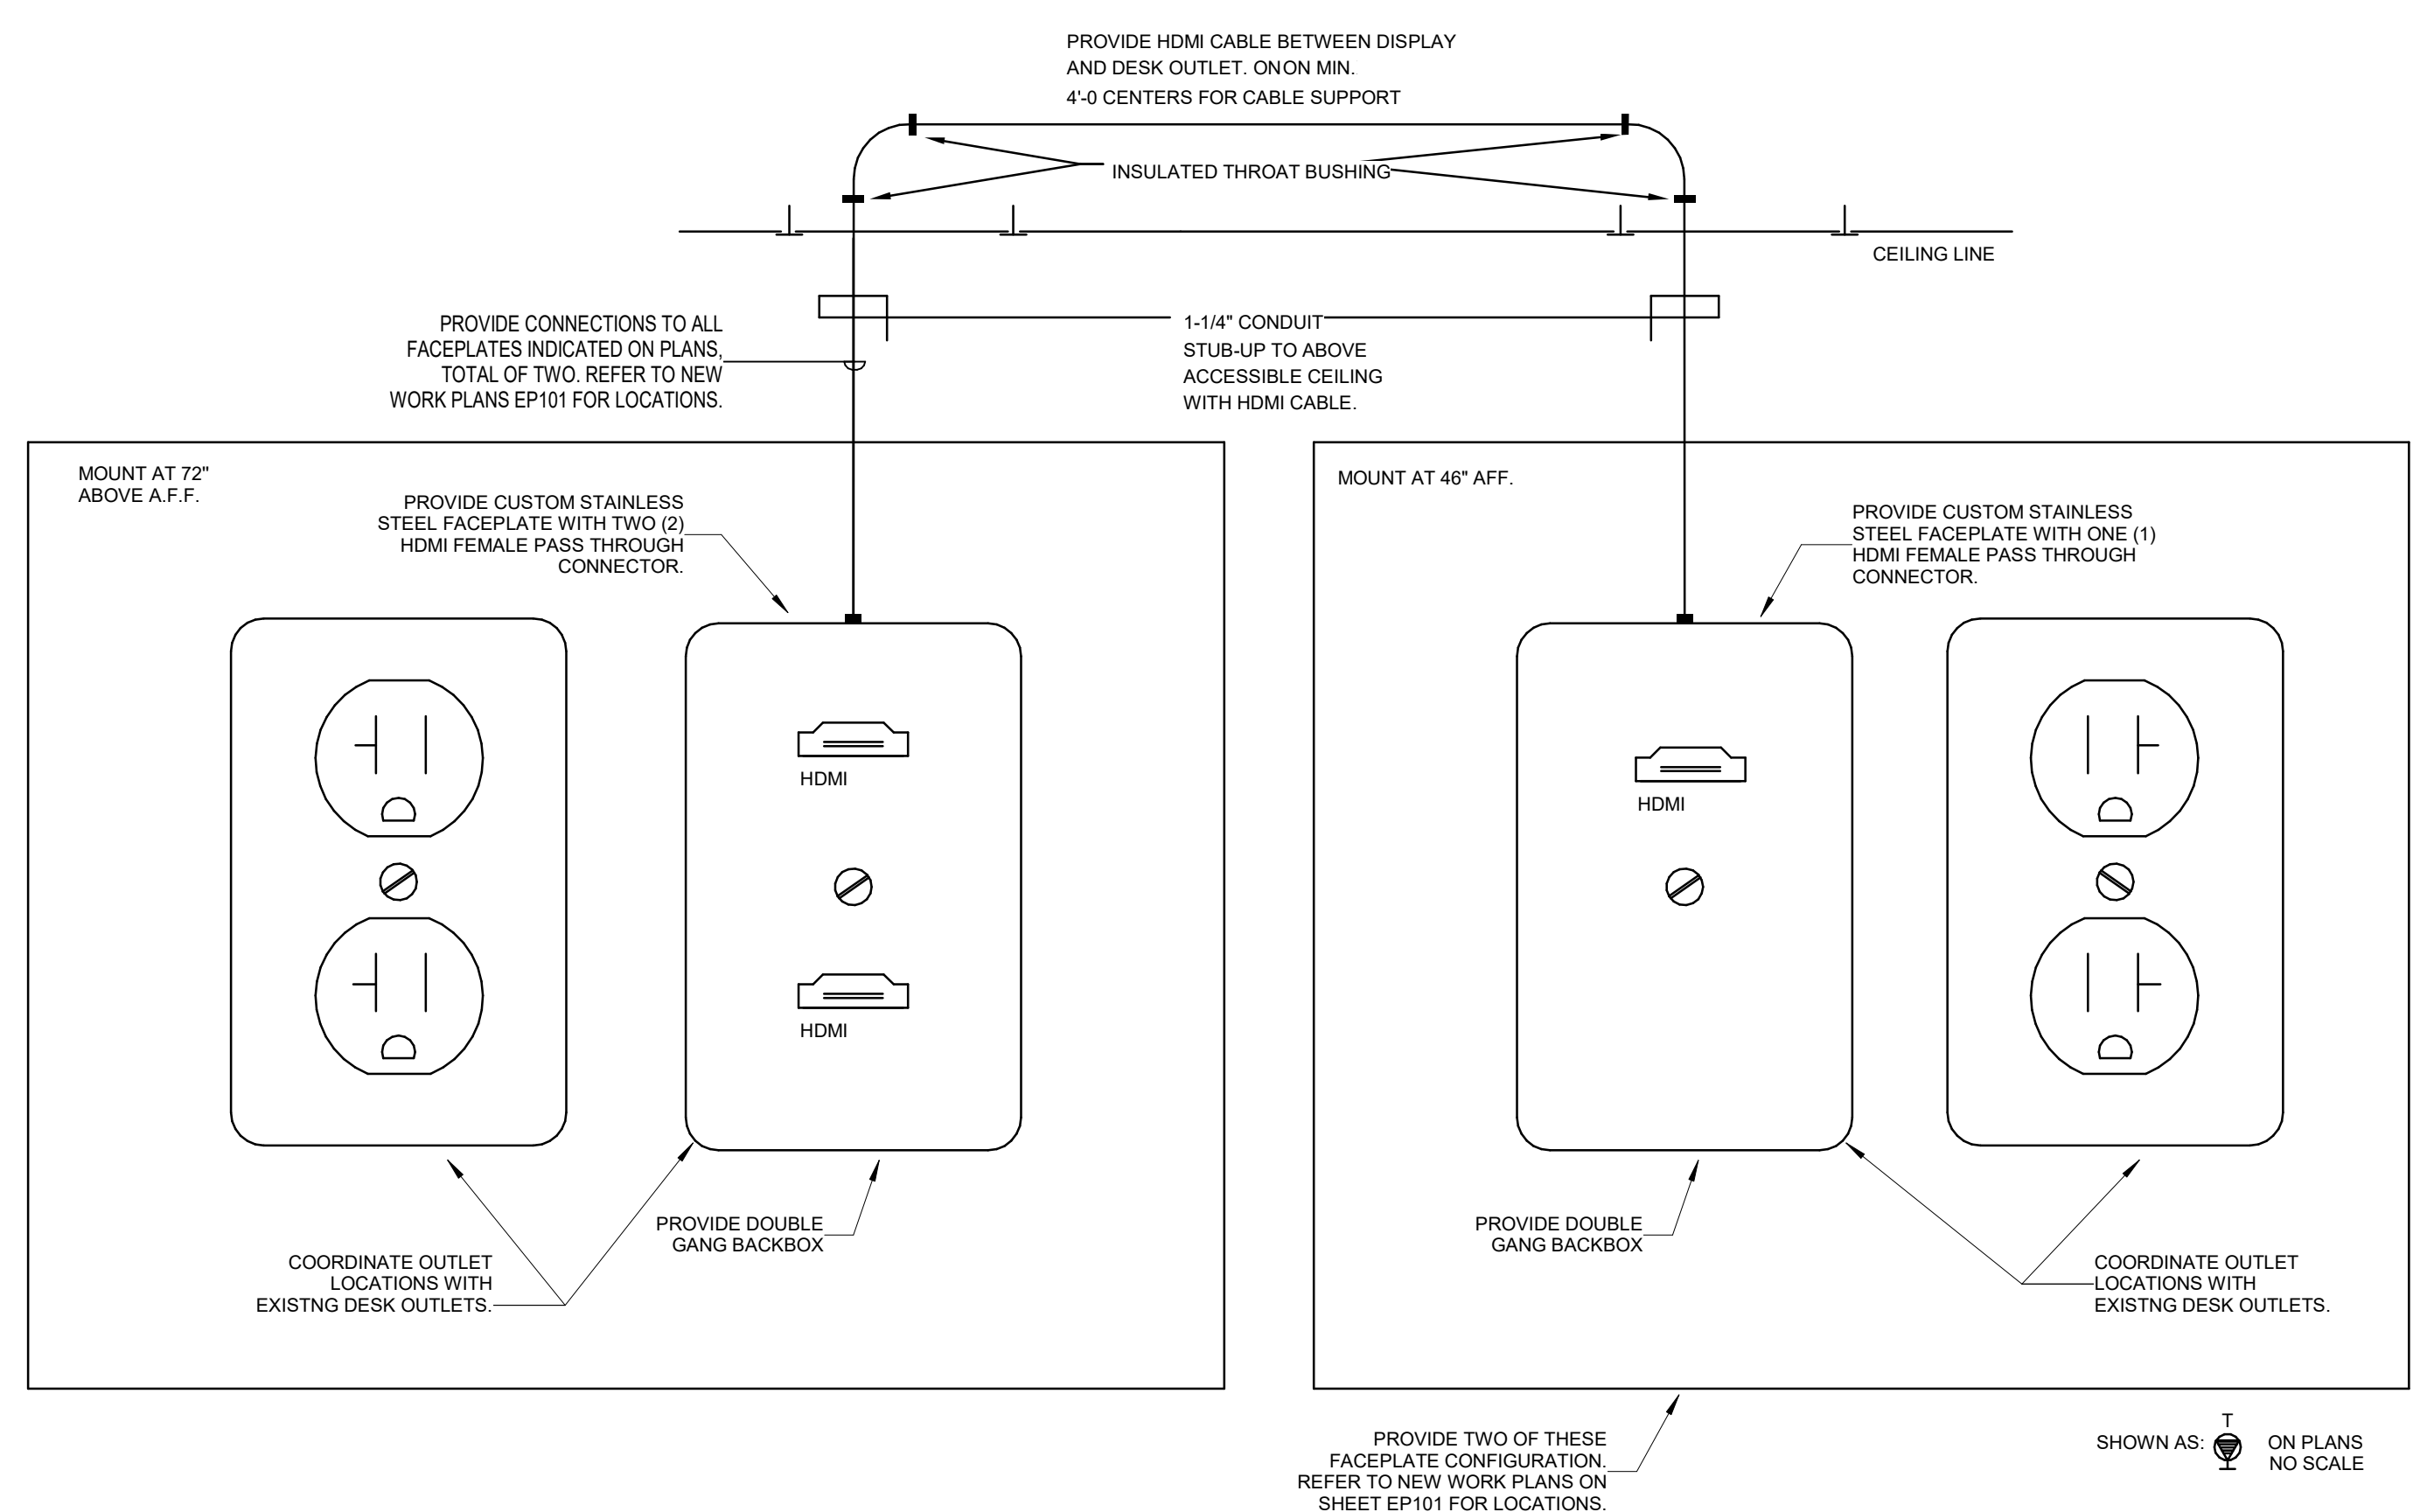 PROVIDE HDMI CABLE BETWEEN DISPLAY
AND DESK OUTLET. ONON MIN.
4'-0 CENTERS FOR CABLE SUPPORT
INSULATED THROAT BUSHING
CEILING LINE
PROVIDE CONNECTIONS TO ALL
FACEPLATES INDICATED ON PLANS,
TOTAL OF TWO. REFER TO NEW
WORK PLANS EP101 FOR LOCATIONS.
1-1/4" CONDUIT
STUB-UP TO ABOVE
ACCESSIBLE CEILING
WITH HDMI CABLE.
MOUNT AT 72"
ABOVE A.F.F.
PROVIDE CUSTOM STAINLESS
STEEL FACEPLATE WITH TWO (2)
HDMI FEMALE PASS THROUGH
CONNECTOR.
HDMI
HDMI
PROVIDE DOUBLE
GANG BACKBOX
COORDINATE OUTLET
LOCATIONS WITH
EXISTNG DESK OUTLETS.
MOUNT AT 46" AFF.
PROVIDE CUSTOM STAINLESS
STEEL FACEPLATE WITH ONE (1)
HDMI FEMALE PASS THROUGH
CONNECTOR.
HDMI
PROVIDE DOUBLE
GANG BACKBOX
COORDINATE OUTLET
LOCATIONS WITH
EXISTNG DESK OUTLETS.
PROVIDE TWO OF THESE
FACEPLATE CONFIGURATION.
REFER TO NEW WORK PLANS ON
SHEET EP101 FOR LOCATIONS.
T
SHOWN AS: ON PLANS
NO SCALE